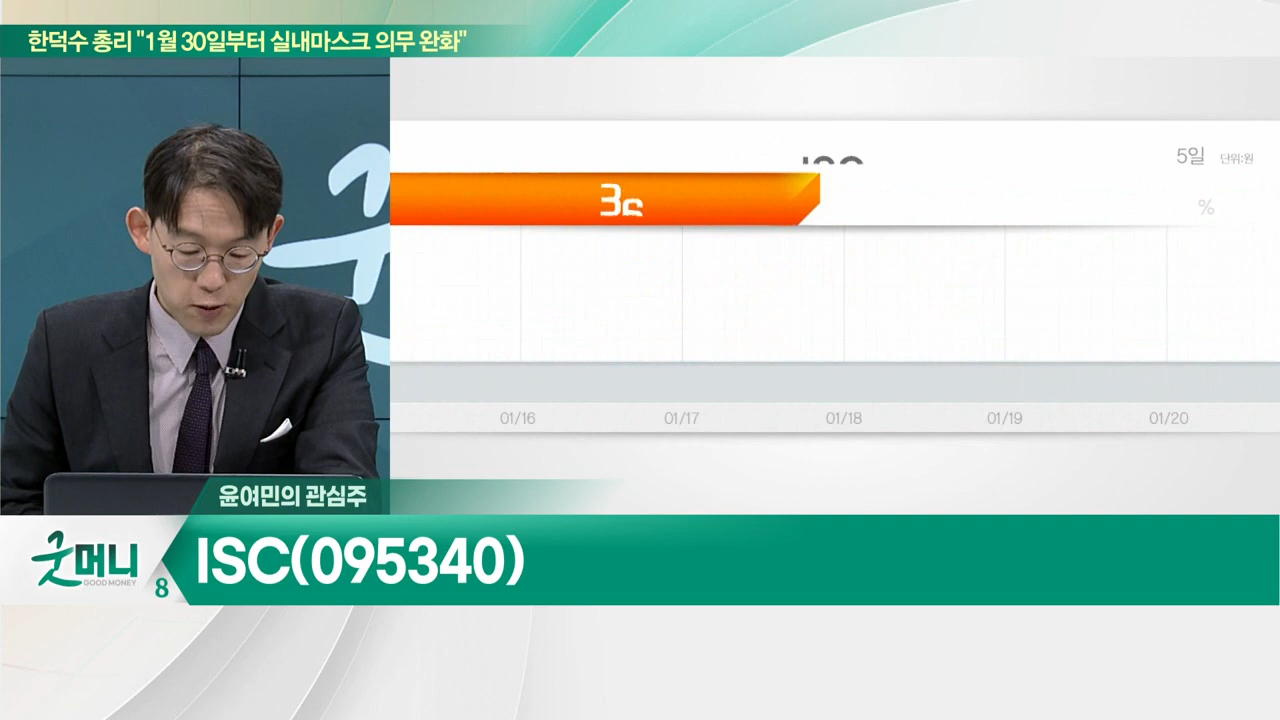 한덕수 총리 "1월 30일부터 실내마스크 의무 완화"
5일 단위:원
%
01/16 01/17 01/18 01/19 01/20
윤여민의 관심주
굿머니
GOOD MONEY
8
ISC(095340)